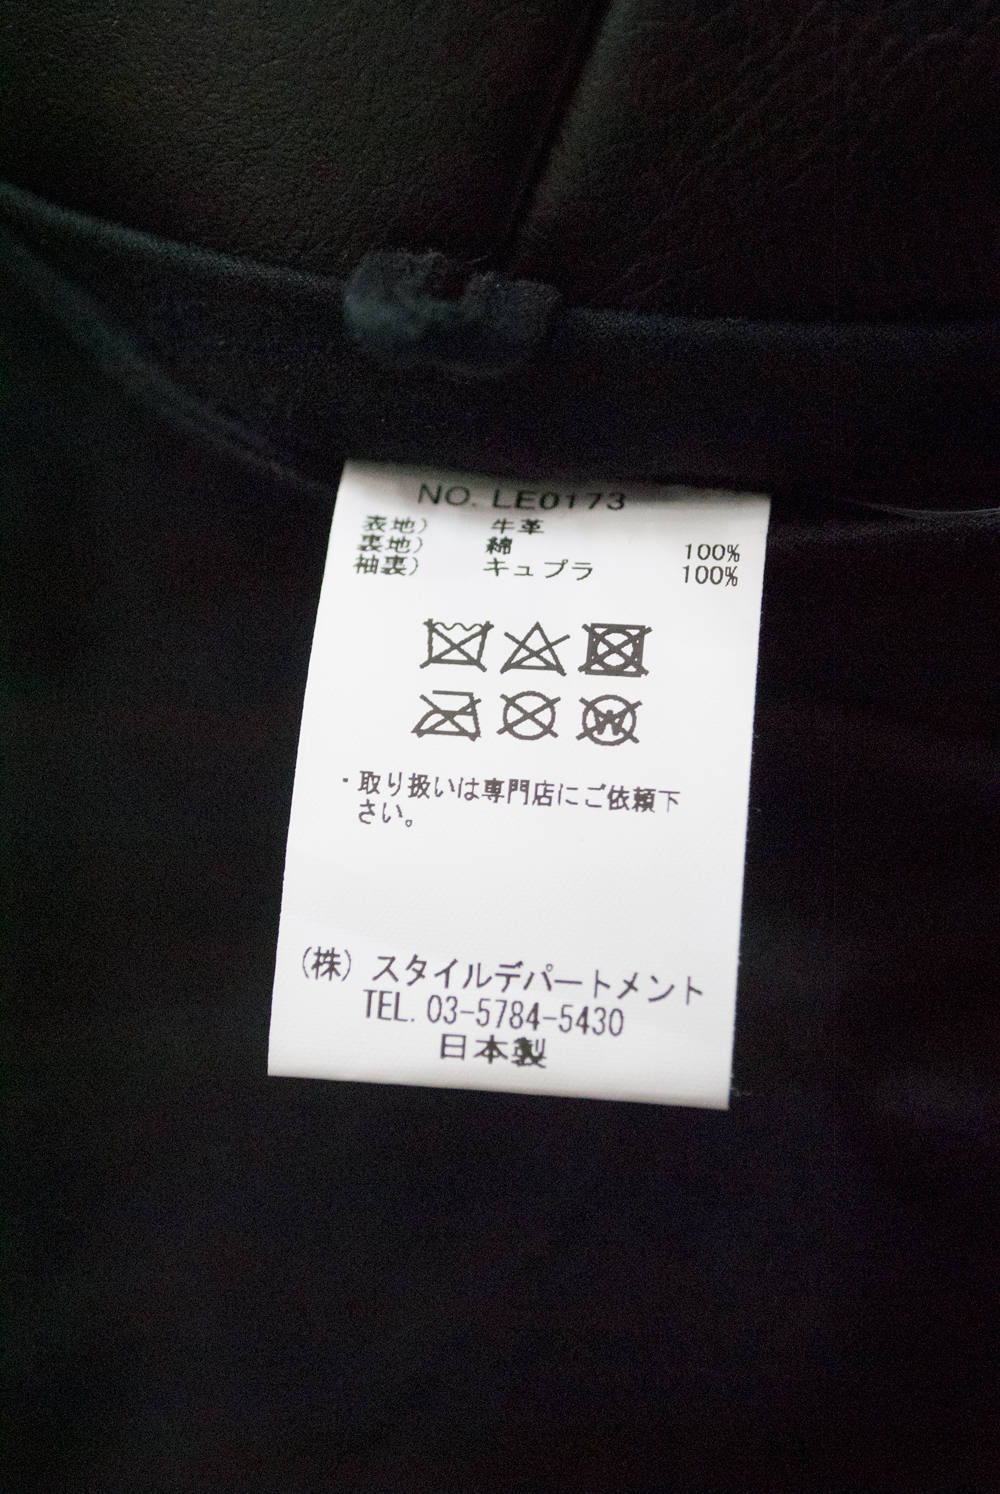 NO. LE0173
表地) 牛革
裏地) 綿 100%
袖裏) キュプラ 100%
W
・取り扱いは専門店にご依頼下
さい。
(株) スタイルデパートメント
TEL. 03-5784-5430
日本製